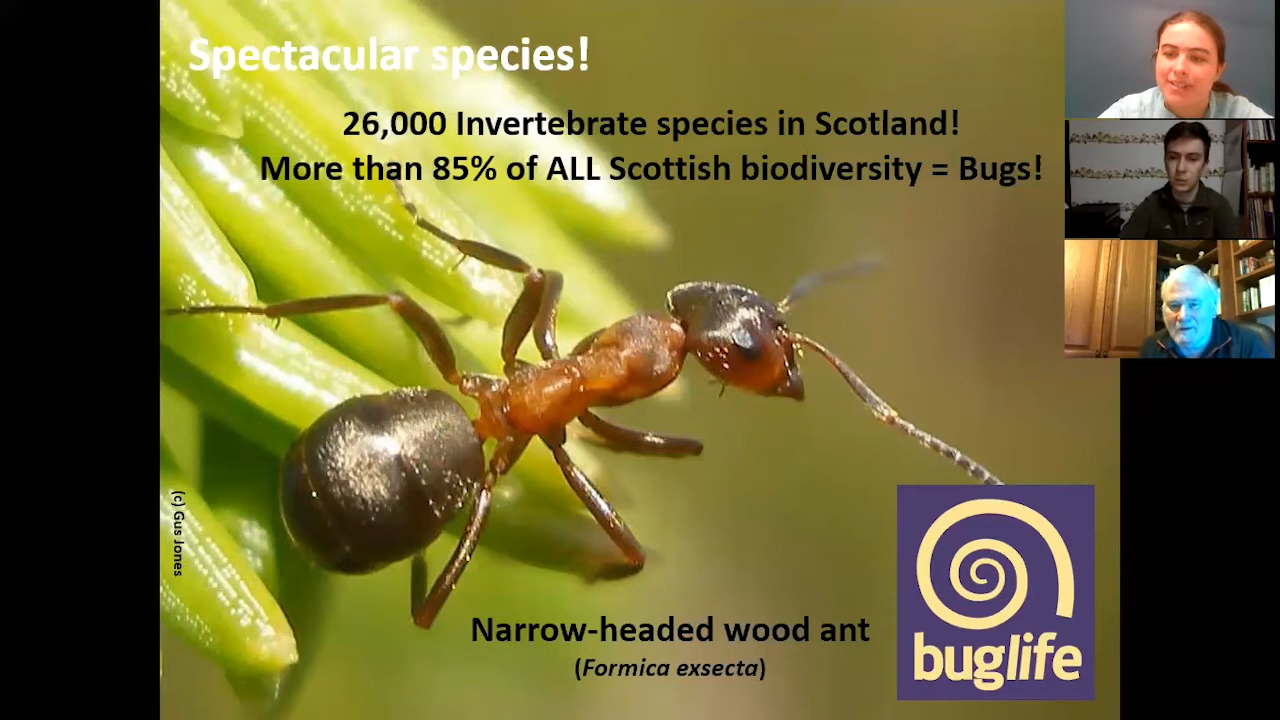 Spectacular species!
26,000 Invertebrate species in Scotland!
More than 85% of ALL Scottish biodiversity = Bugs!
(c) Gus Jones
Narrow-headed wood ant
(Formica exsecta)
buglife